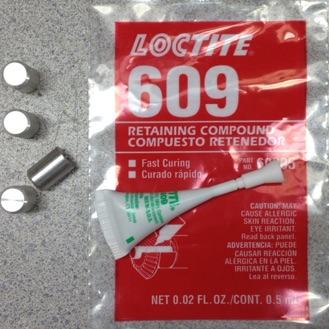 LOCTITE
609
RETAINING COMPOUND
COMPUESTO RETENEDOR
Fast Curing
Curado rápido
PART
NO.
609
CAUTION: MAY
CAUSE ALLERGIC
SKIN REACTION.
EYE IRRITANT.
Read back panel.
ADVERTENCIA: PUEDE
CAUSAR REACCIÓN
ALÉRGICA EN LA PIEL.
IRRITANTE A OJOS.
Lea al reverso.
NET 0.02 FL. OZ./CONT. 0.5 ml